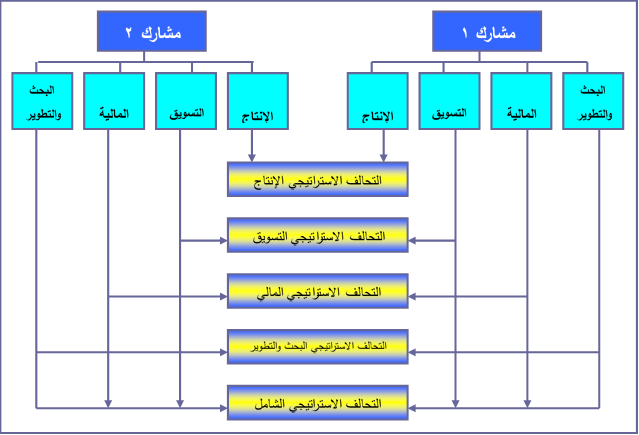 مشارك ١
مشارك ٢
البحث
والتطوير
المالية
التسويق
الإنتاج
الإنتاج
التسويق
المالية
البحث
والتطوير
التحالف الاستراتيجي الإنتاج
التحالف الاستراتيجي التسويق
التحالف الاستراتيجي المالي
التحالف الاستراتيجي البحث والتطوير
التحالف الاستراتيجي الشامل